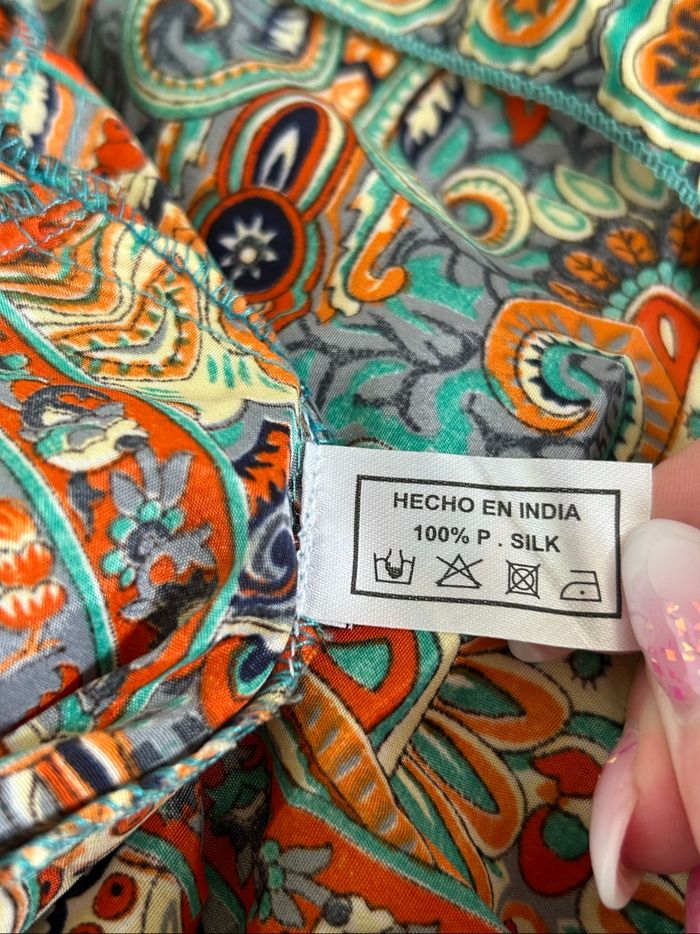 HECHO EN INDIA
100% P . SILK